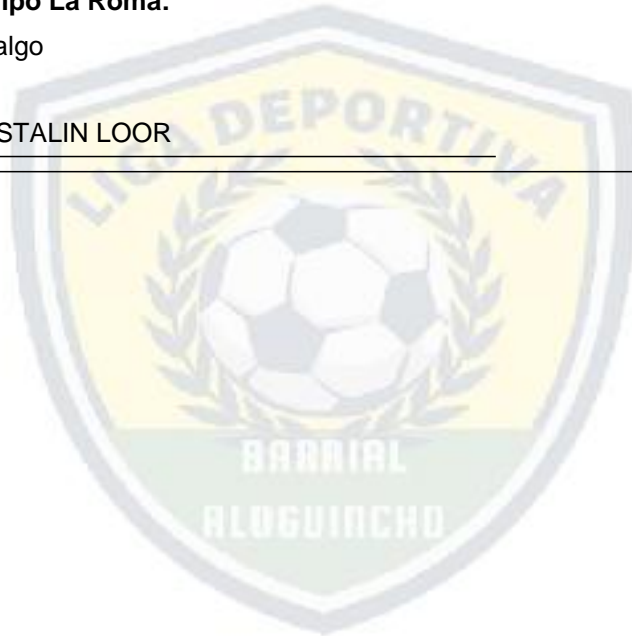 ipo La Roma.
algo
STALIN LOOR
LIGA DEPORTIVA
BARRIAL
ALUGUINCHO